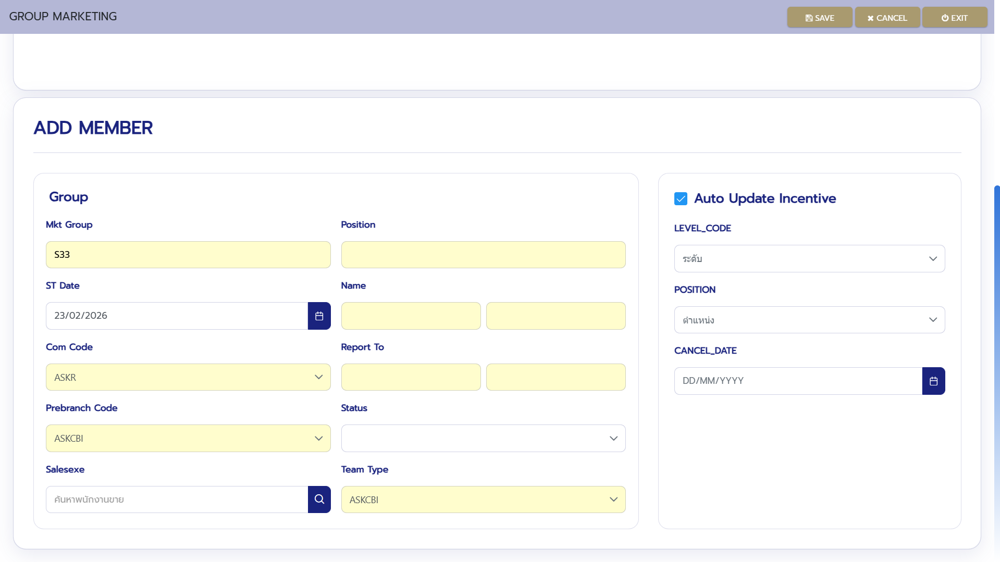 GROUP MARKETING
SAVE
CANCEL
EXIT
ADD MEMBER
Group
Mkt Group
Position
S33
ST Date
Name
23/02/2026
Com Code
Report To
ASKR
Prebranch Code
Status
ASKCBI
Salesexe
Team Type
ค้นหาพนักงานขาย
ASKCBI
Auto Update Incentive
LEVEL_CODE
ระดับ
POSITION
ตำแหน่ง
CANCEL_DATE
DD/MM/YYYY